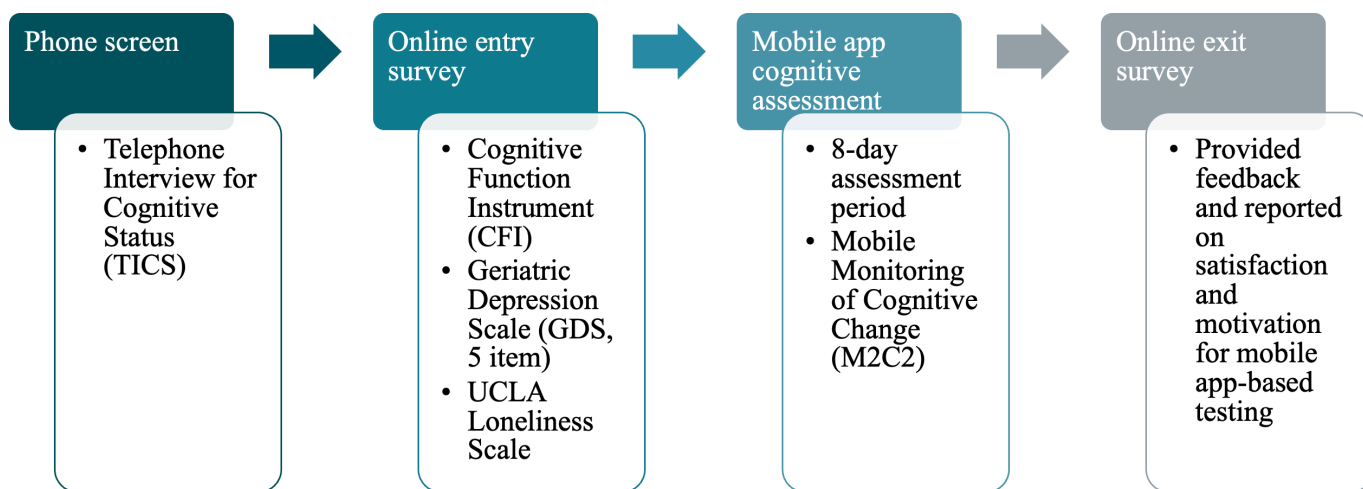 Phone screen
• Telephone
Interview for
Cognitive
Status
(TICS)
Online entry
survey
• Cognitive
Function
Instrument
(CFI)
• Geriatric
Depression
Scale (GDS,
5 item)
• UCLA
Loneliness
Scale
Mobile app
cognitive
assessment
• 8-day
assessment
period
• Mobile
Monitoring
of Cognitive
Change
(M2C2)
Online exit
survey
• Provided
feedback
and reported
on
satisfaction
and
motivation
for mobile
app-based
testing